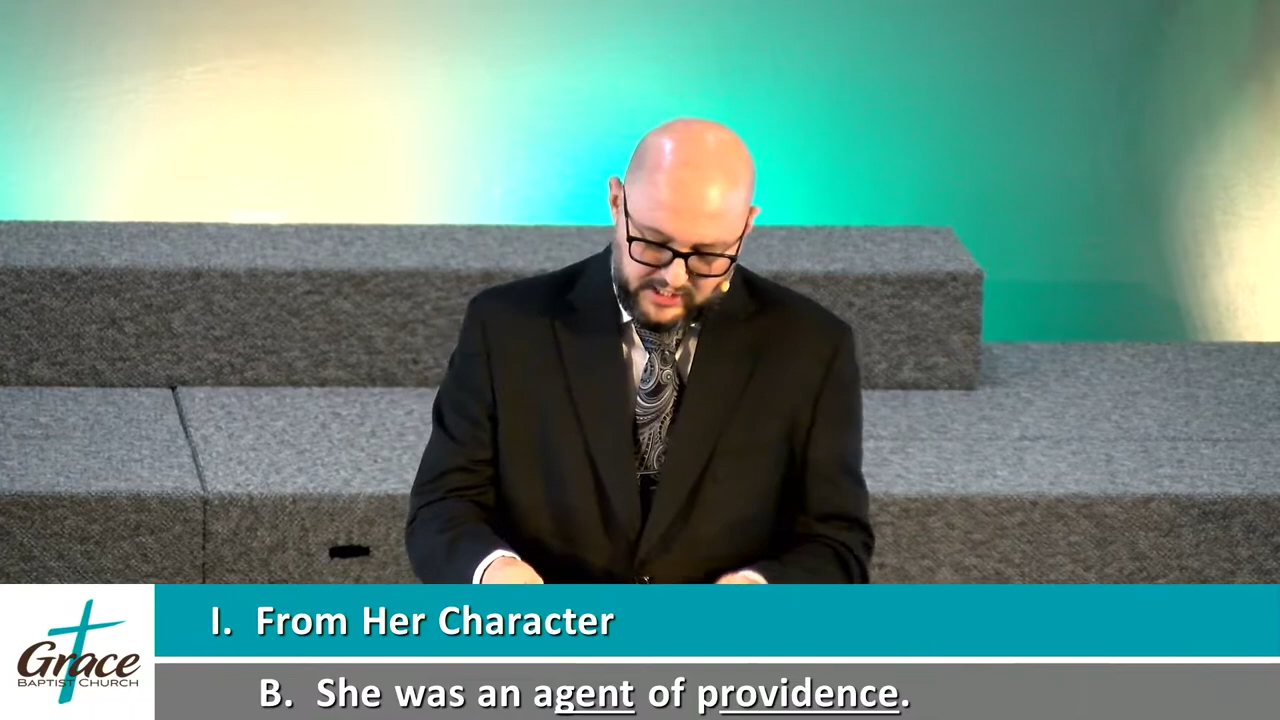 I. From Her Character
Grace
BAPTIST CHURCH
B. She was an agent of providence.